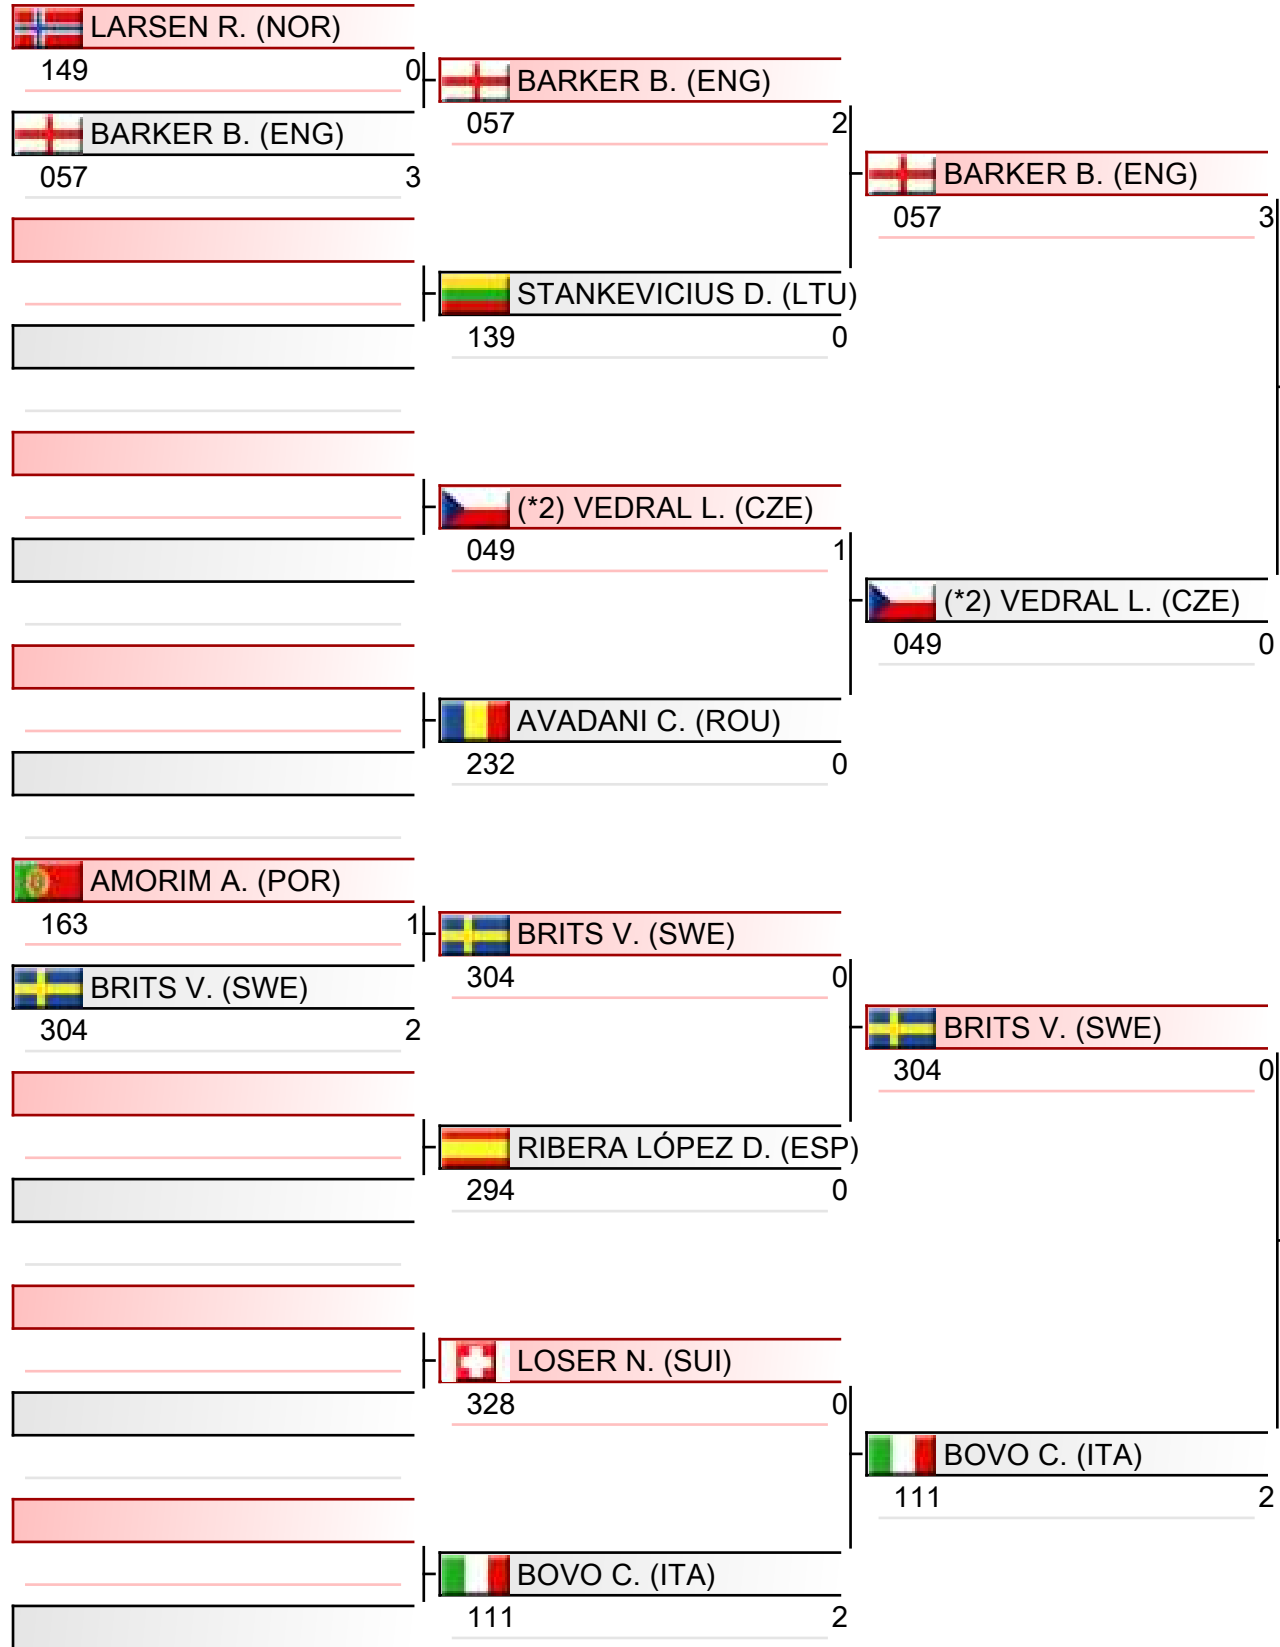 LARSEN R. (NOR)
149 0
BARKER B. (ENG)
057 3
BARKER B. (ENG)
057 2
STANKEVICIUS D. (LTU)
139 0
BARKER B. (ENG)
057 3
(*2) VEDRAL L. (CZE)
049 1
AVADANI C. (ROU)
232 0
(*2) VEDRAL L. (CZE)
049 0
AMORIM A. (POR)
163 1
BRITS V. (SWE)
304 2
BRITS V. (SWE)
304 0
RIBERA LÓPEZ D. (ESP)
294 0
BRITS V. (SWE)
304 0
LOSER N. (SUI)
328 0
BOVO C. (ITA)
111 2
BOVO C. (ITA)
111 2